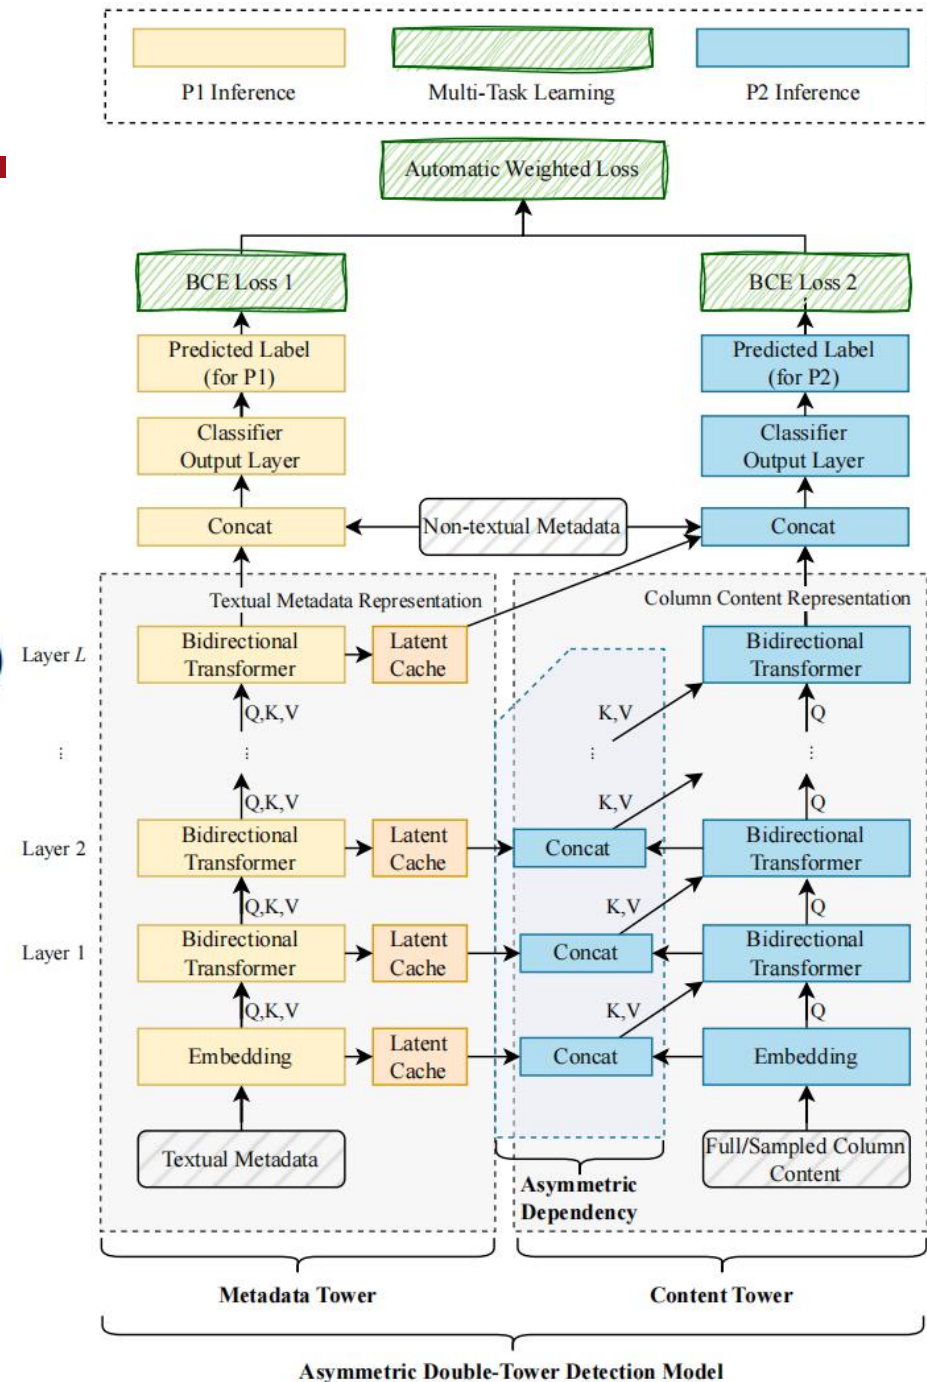 P1 Inference
Multi-Task Learning
P2 Inference
Automatic Weighted Loss
BCE Loss 1
BCE Loss 2
Predicted Label
(for P1)
Predicted Label
(for P2)
Classifier
Output Layer
Classifier
Output Layer
Concat
Non-textual Metadata
Concat
Textual Metadata Representation
Column Content Representation
Layer L
Bidirectional
Transformer
Latent
Cache
Bidirectional
Transformer
Q,K,V
K,V
Q
...
...
...
...
Q,K,V
K,V
Q
Layer 2
Bidirectional
Transformer
Latent
Cache
Concat
Bidirectional
Transformer
Q,K,V
K,V
Q
Layer 1
Bidirectional
Transformer
Latent
Cache
Concat
Bidirectional
Transformer
Q,K,V
K,V
Q
Embedding
Latent
Cache
Concat
Embedding
Textual Metadata
Full/Sampled Column
Content
Asymmetric
Dependency
Metadata Tower
Content Tower
Asymmetric Double-Tower Detection Model